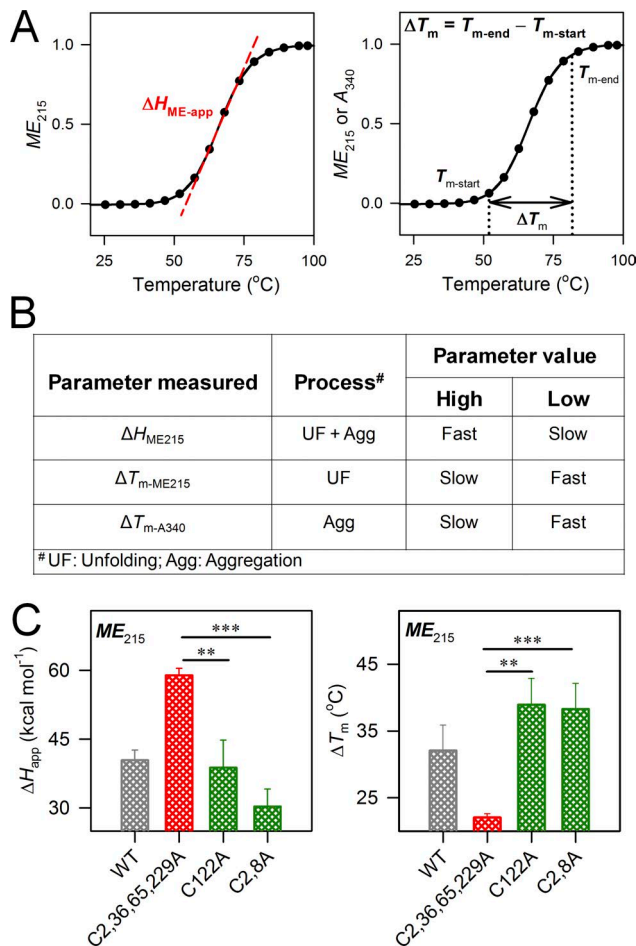 A
ME215
1.0
0.5
0.0
ΔHME-app
25 50 75 100
Temperature (oC)
ME215 or A340
1.0
0.5
0.0
ΔTm = Tm-end − Tm-start
Tm-end
Tm-start
ΔTm
25 50 75 100
Temperature (oC)
B
Parameter measured Process# Parameter value
High Low
ΔHME215 UF + Agg Fast Slow
ΔTm-ME215 UF Slow Fast
ΔTm-A340 Agg Slow Fast
# UF: Unfolding; Agg: Aggregation
C
ME215
***
**
ΔHapp (kcal mol−1)
60
45
30
WT
C2,36,65,229A
C122A
C2,8A
ME215
***
**
ΔTm (oC)
45
35
25
WT
C2,36,65,229A
C122A
C2,8A